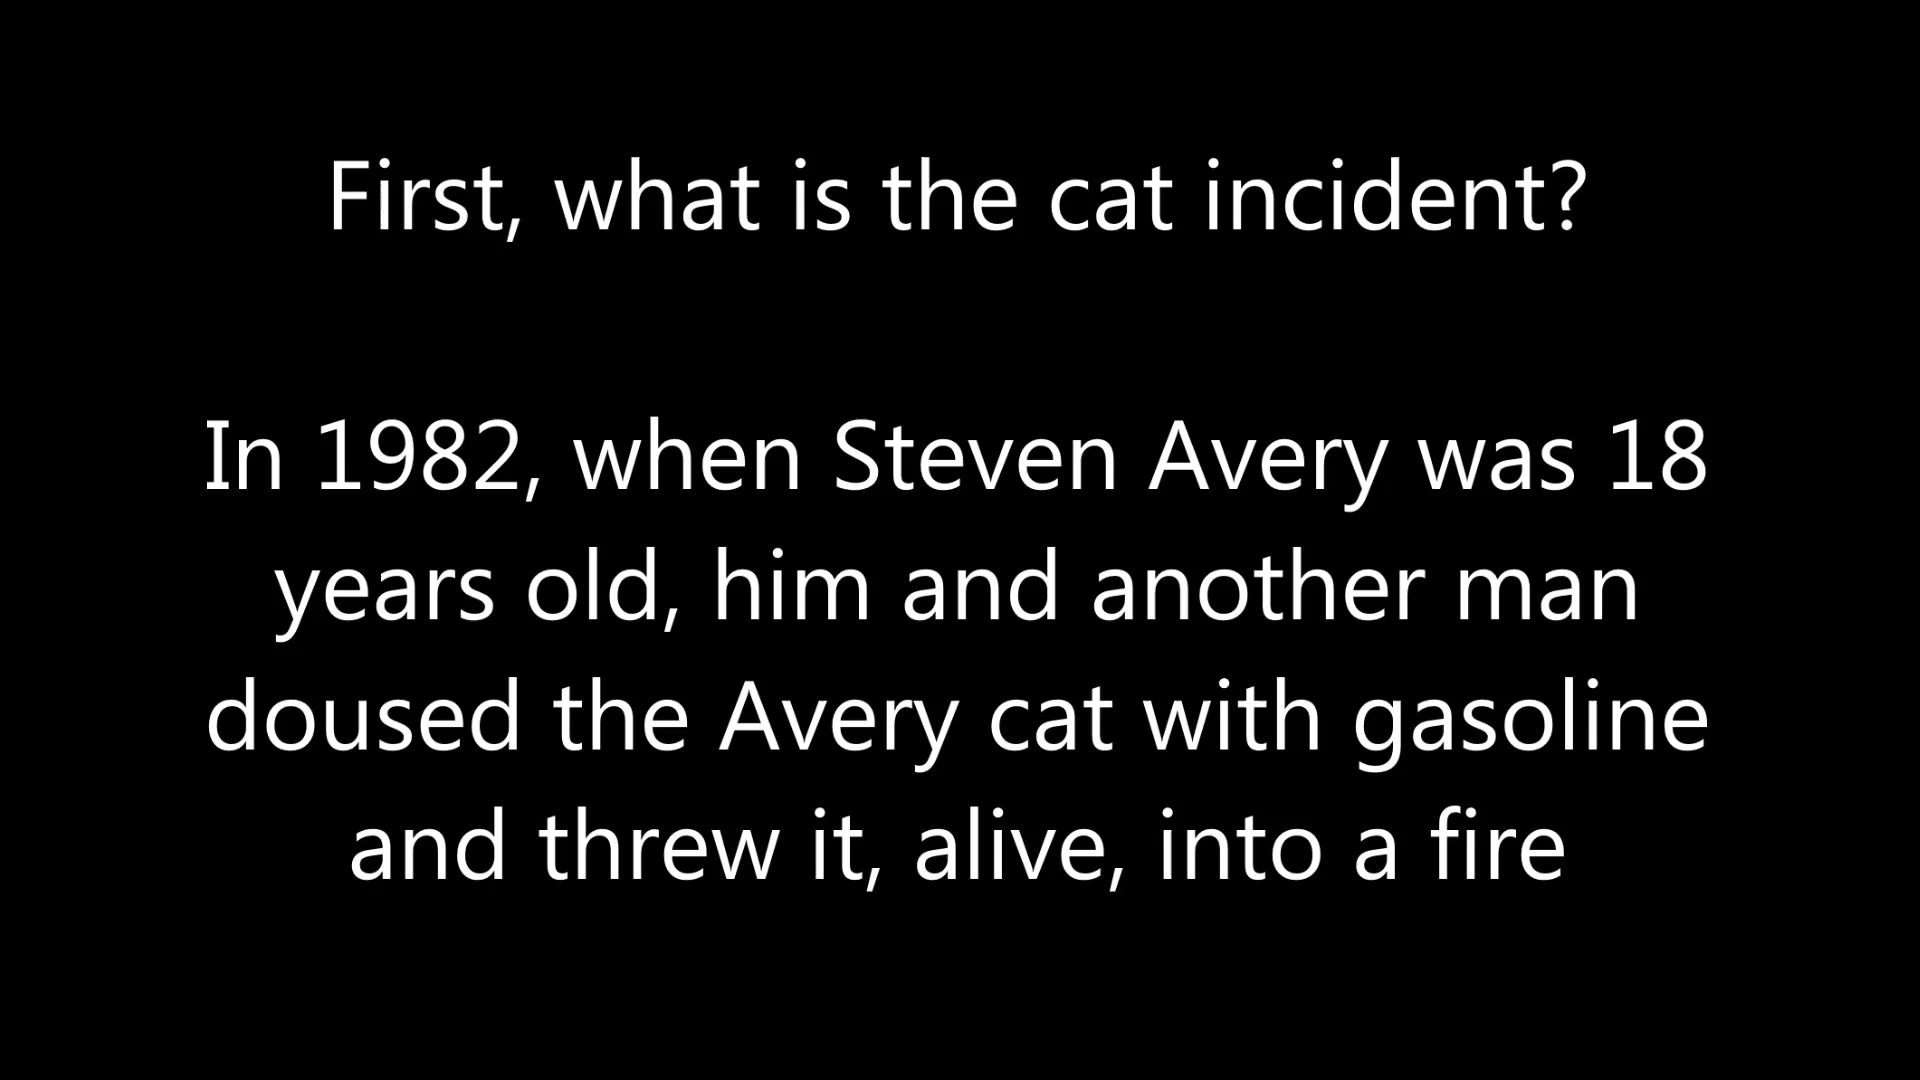 First, what is the cat incident?
In 1982, when Steven Avery was 18
years old, him and another man
doused the Avery cat with gasoline
and threw it, alive, into a fire